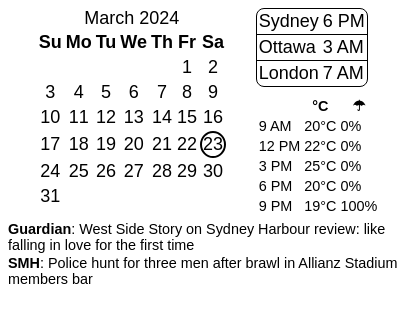 March 2024
Su Mo Tu We Th Fr Sa
1 2
3 4 5 6 7 8 9
10 11 12 13 14 15 16
17 18 19 20 21 22 23
24 25 26 27 28 29 30
31
Sydney 6 PM
Ottawa 3 AM
London 7 AM
°C ☂
9 AM 20°C 0%
12 PM 22°C 0%
3 PM 25°C 0%
6 PM 20°C 0%
9 PM 19°C 100%
Guardian: West Side Story on Sydney Harbour review: like
falling in love for the first time
SMH: Police hunt for three men after brawl in Allianz Stadium
members bar